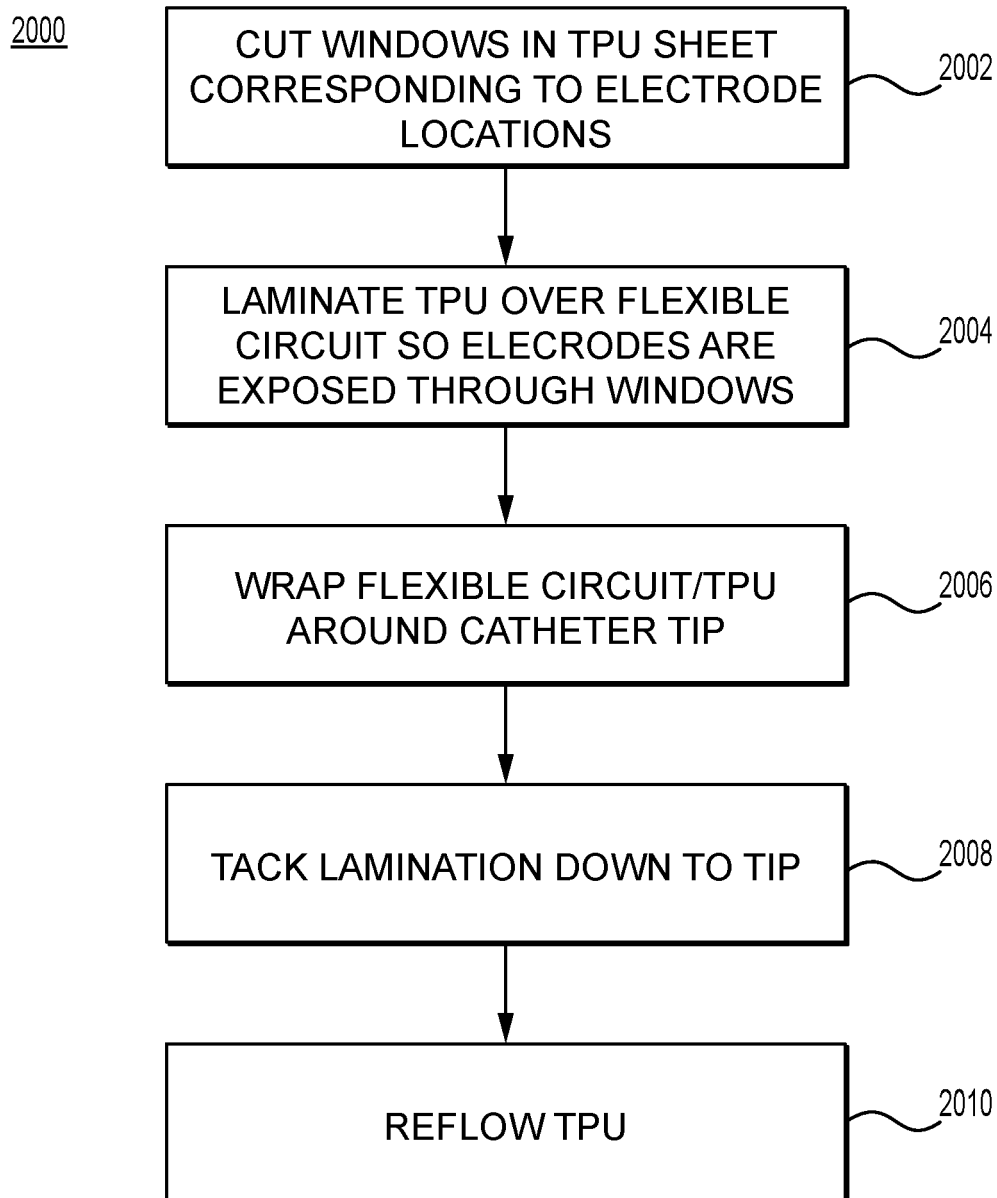 2000
CUT WINDOWS IN TPU SHEET
CORRESPONDING TO ELECTRODE
LOCATIONS
2002
LAMINATE TPU OVER FLEXIBLE
CIRCUIT SO ELECRODES ARE
EXPOSED THROUGH WINDOWS
2004
WRAP FLEXIBLE CIRCUIT/TPU
AROUND CATHETER TIP
2006
TACK LAMINATION DOWN TO TIP
2008
REFLOW TPU
2010